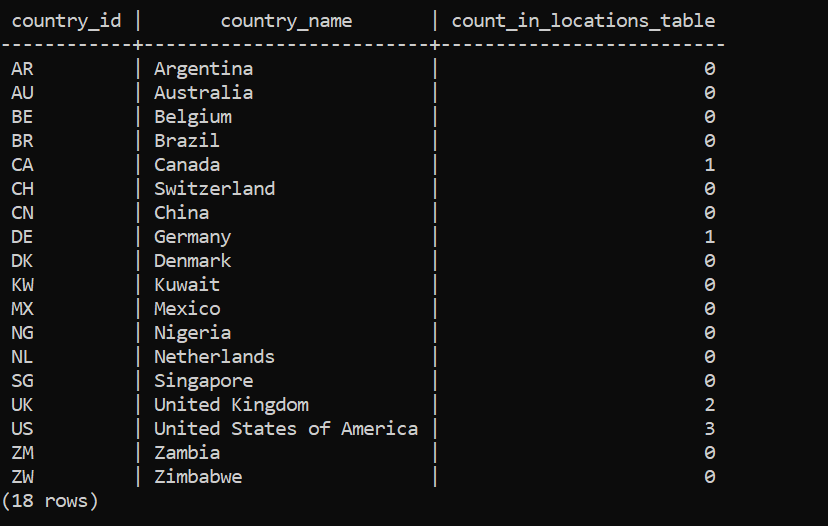 country_id |       country_name       | count_in_locations_table
------------+--------------------------+--------------------------
 AR         | Argentina                |                        0
 AU         | Australia                |                        0
 BE         | Belgium                  |                        0
 BR         | Brazil                   |                        0
 CA         | Canada                   |                        1
 CH         | Switzerland              |                        0
 CN         | China                    |                        0
 DE         | Germany                  |                        1
 DK         | Denmark                  |                        0
 KW         | Kuwait                   |                        0
 MX         | Mexico                   |                        0
 NG         | Nigeria                  |                        0
 NL         | Netherlands              |                        0
 SG         | Singapore                |                        0
 UK         | United Kingdom           |                        2
 US         | United States of America |                        3
 ZM         | Zambia                   |                        0
 ZW         | Zimbabwe                 |                        0
(18 rows)